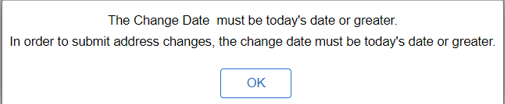 The Change Date  must be today's date or greater.
In order to submit address changes, the change date must be today's date or greater.
OK